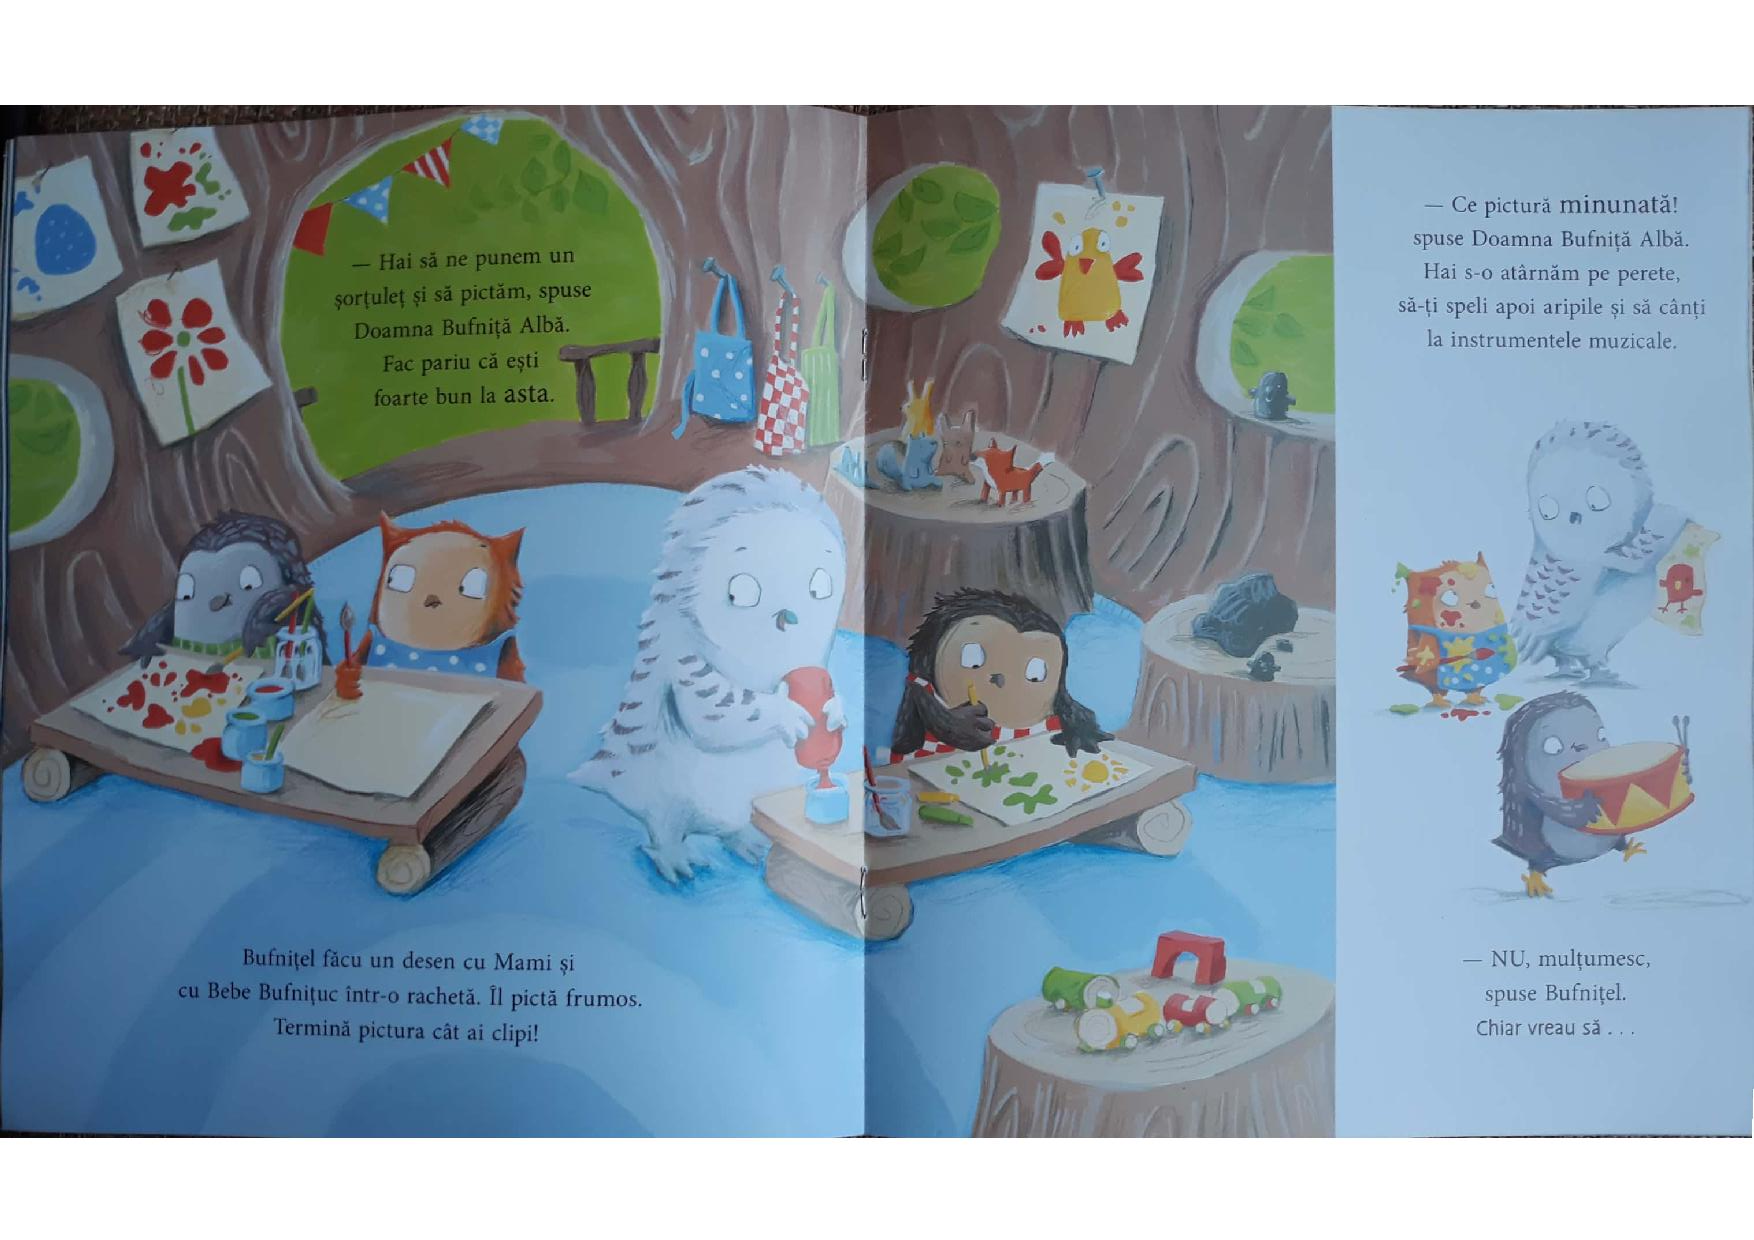 — Hai să ne punem un
șorțuleț și să pictăm, spuse
Doamna Bufniță Albă.
Fac pariu că ești
foarte bun la asta.
Bufnițel făcu un desen cu Mami și
cu Bebe Bufnițuc într-o rachetă. Îl pictă frumos.
Termină pictura cât ai clipi!
— Ce pictură minunată!
spuse Doamna Bufniță Albă.
Hai s-o atârnăm pe perete,
să-ți speli apoi aripile și să cânți
la instrumentele muzicale.
— NU, mulțumesc,
spuse Bufnițel.
Chiar vreau să . . .